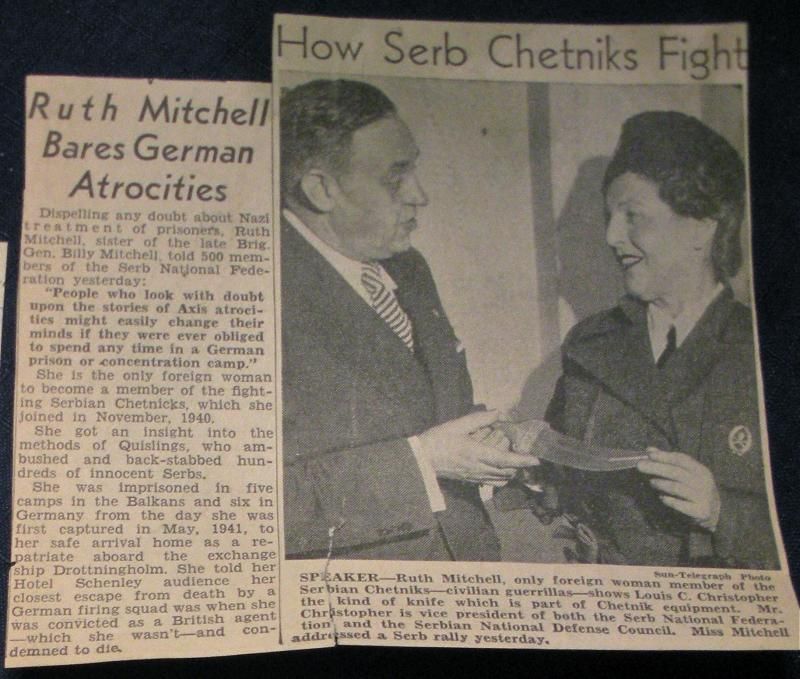 How Serb Chetniks Fight
Ruth Mitchell
Bares German
Atrocities
Dispelling any doubt about Nazi
treatment of prisoners, Ruth
Mitchell, sister of the late Brig.
Gen. Billy Mitchell, told 500 mem-
bers of the Serb National Fede-
ration yesterday:
"People who look with doubt
upon the stories of Axis atroci-
ties might easily change their
minds if they were ever obliged
to spend any time in a German
prison or concentration camp."
She is the only foreign woman
to become a member of the fight-
ing Serbian Chetnicks, which she
joined in November, 1940.
She got an insight into the
methods of Quislings, who am-
bushed and back-stabbed hun-
dreds of innocent Serbs.
She was imprisoned in five
camps in the Balkans and six in
Germany from the day she was
first captured in May, 1941, to
her safe arrival home as a re-
patriate aboard the exchange
ship Drottningholm. She told her
Hotel Schenley audience her
closest escape from death by a
German firing squad was when she
was convicted as a British agent
—which she wasn't—and con-
demned to die.
Sun-Telegraph Photo
SPEAKER—Ruth Mitchell, only foreign woman member of the
Serbian Chetniks—civilian guerrillas—shows Louis C. Christopher
the kind of knife which is part of Chetnik equipment. Mr.
Christopher is vice president of both the Serb National Federa-
tion and the Serbian National Defense Council. Miss Mitchell
addressed a Serb rally yesterday.